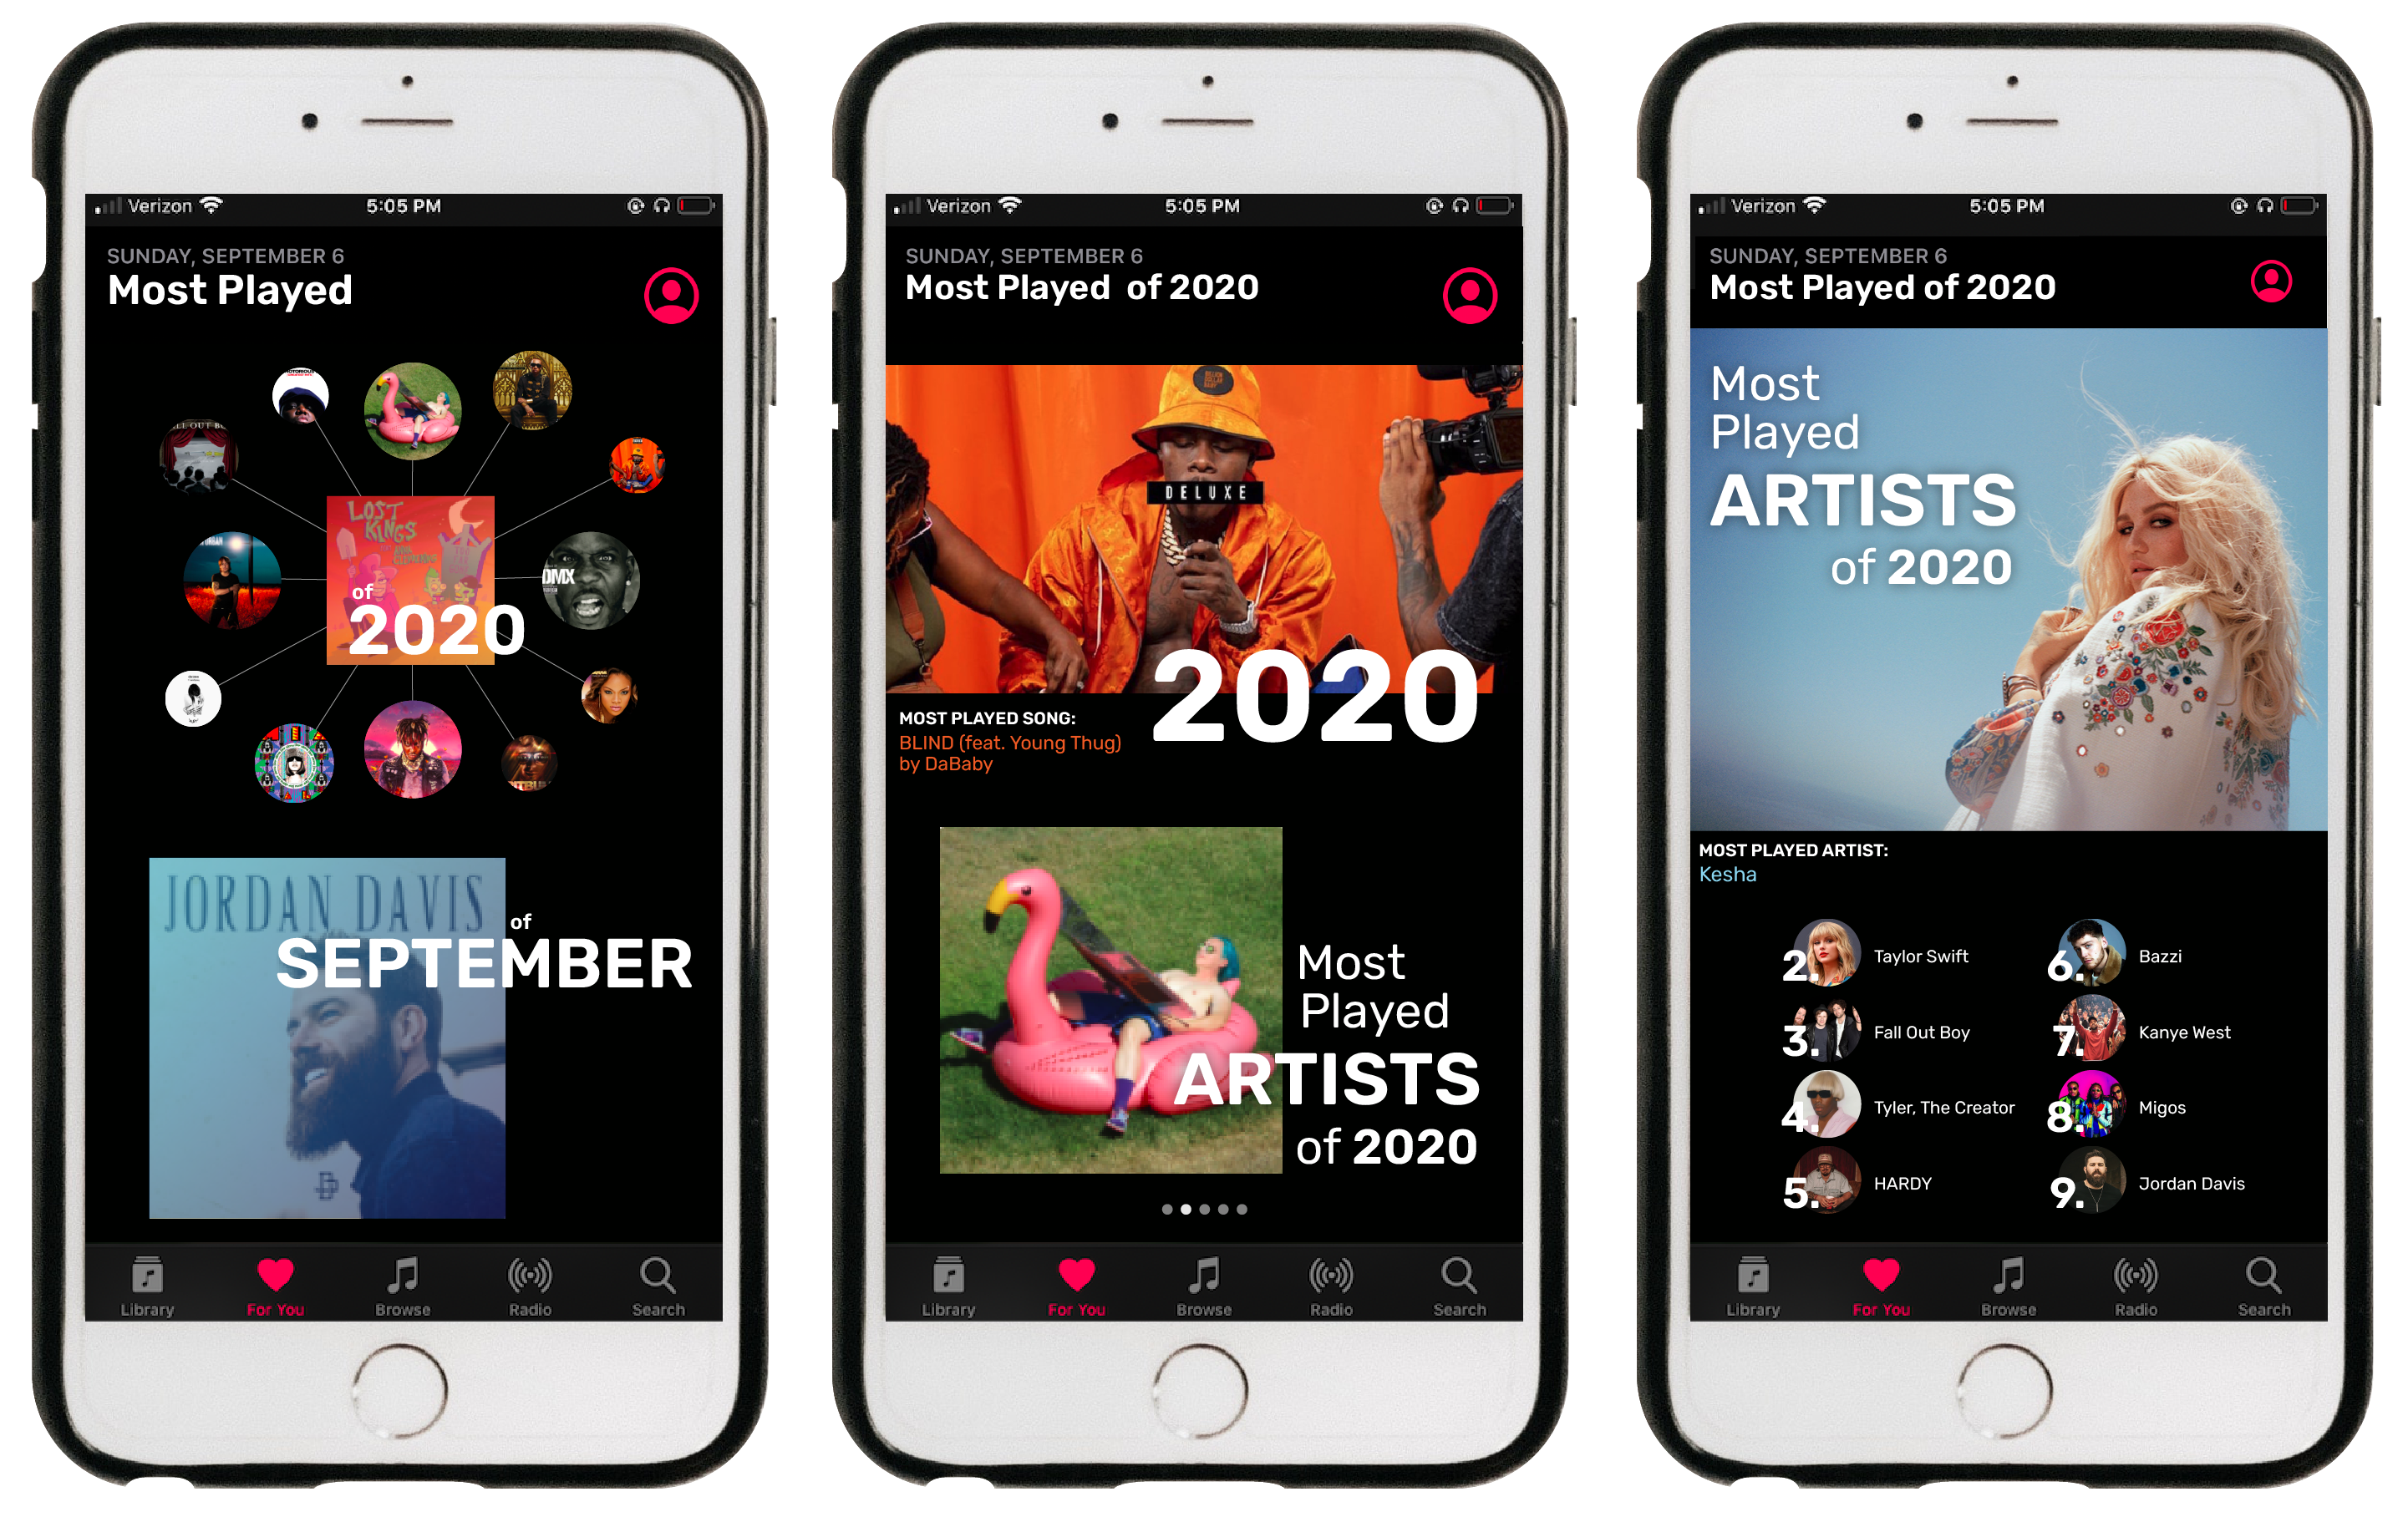 Verizon
5:05 PM
SUNDAY, SEPTEMBER 6
Most Played
NOTORIOUS
DMX
LOST
KINGS
of
2020
JORDAN DAVIS
of
SEPTEMBER
Library
For You
Browse
Radio
Search
Verizon
5:05 PM
SUNDAY, SEPTEMBER 6
Most Played of 2020
DELUXE
2020
MOST PLAYED SONG:
BLIND (feat. Young Thug)
by DaBaby
Most
Played
ARTISTS
of 2020
Library
For You
Browse
Radio
Search
Verizon
5:05 PM
SUNDAY, SEPTEMBER 6
Most Played of 2020
Most
Played
ARTISTS
of 2020
MOST PLAYED ARTIST:
Kesha
2. Taylor Swift
3. Fall Out Boy
4. Tyler, The Creator
5. HARDY
6. Bazzi
7. Kanye West
8. Migos
9. Jordan Davis
Library
For You
Browse
Radio
Search